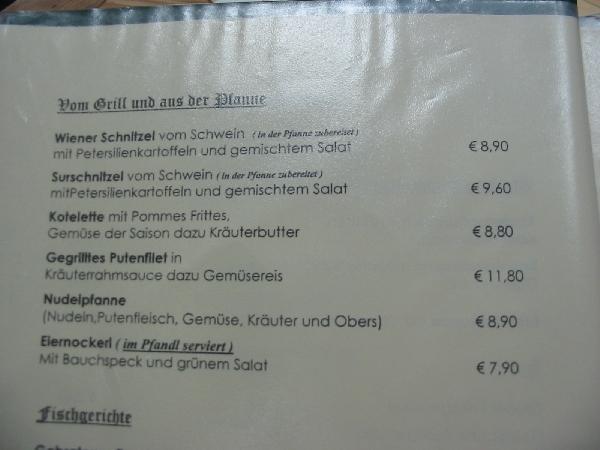 Vom Grill und aus der Pfanne
Wiener Schnitzel vom Schwein (in der Pfanne zubereitet)
mit Petersilienkartoffeln und gemischtem Salat € 8,90
Surschnitzel vom Schwein (in der Pfanne zubereitet)
mitPetersilienkartoffeln und gemischtem Salat € 9,60
Kotelette mit Pommes Frittes,
Gemüse der Saison dazu Kräuterbutter € 8,80
Gegrilltes Putenfilet in
Kräuterrahmsauce dazu Gemüsereis € 11,80
Nudelpfanne
(Nudeln,Putenfleisch, Gemüse, Kräuter und Obers) € 8,90
Eiernockerl ( im Pfandl serviert )
Mit Bauchspeck und grünem Salat € 7,90
Fischgerichte